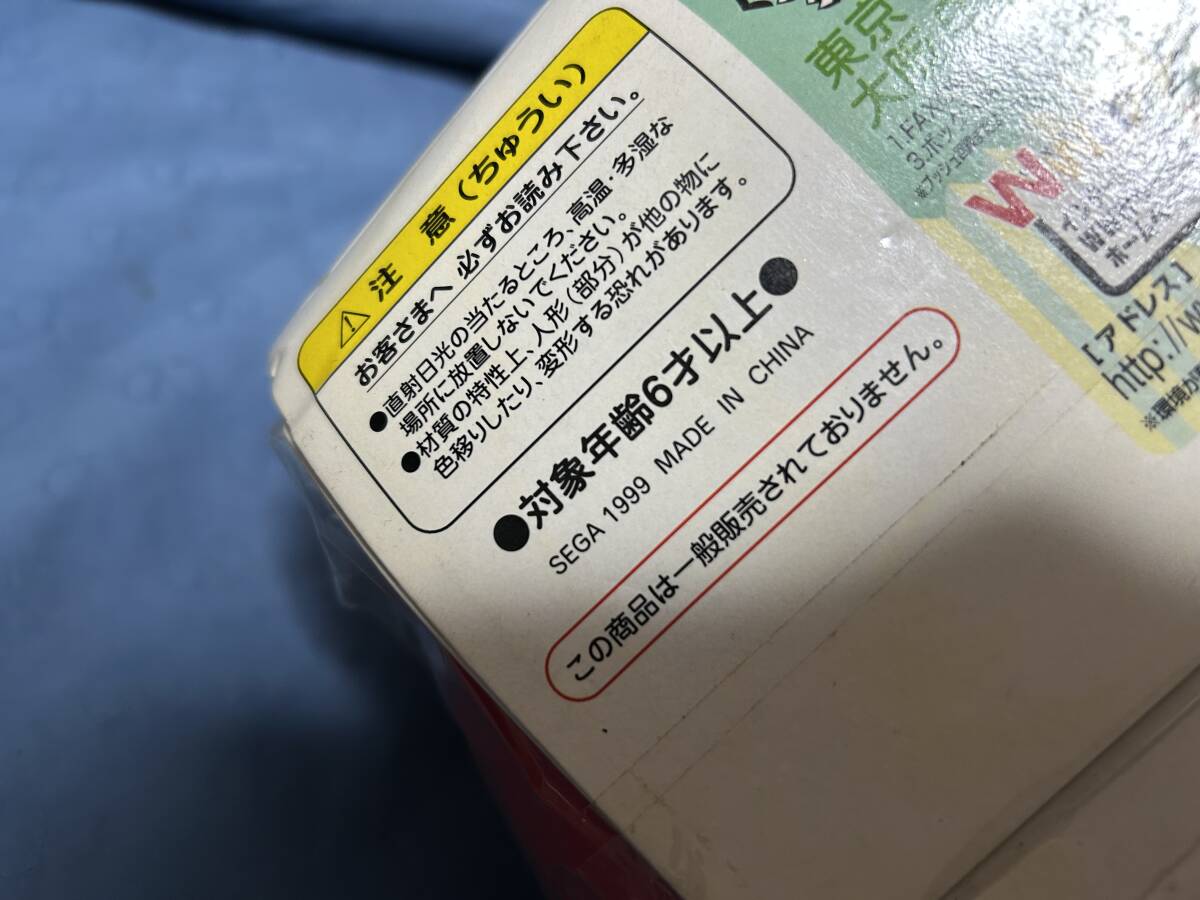 ⚠ 注 意(ちゅうい)
お客さまへ 必ずお読み下さい。
●直射日光の当たるところ、高温・多湿な
場所に放置しないでください。
●材質の特性上、人形(部分)が他の物に
色移りしたり、変形する恐れがあります。
●対象年齢6才以上●
SEGA 1999 MADE IN CHINA
この商品は一般販売されておりません。
東京
大阪
1.FAX
W
ホーム
[アドレス]
http://w